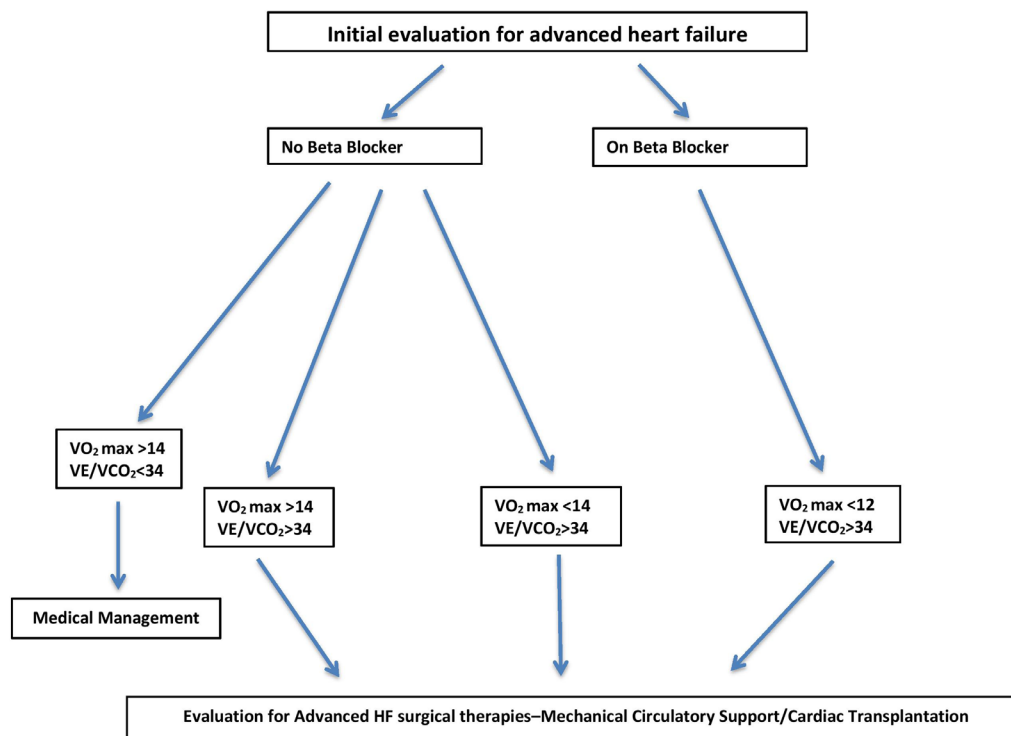 Initial evaluation for advanced heart failure
No Beta Blocker
On Beta Blocker
VO₂ max >14
VE/VCO₂<34
VO₂ max >14
VE/VCO₂>34
VO₂ max <14
VE/VCO₂>34
VO₂ max <12
VE/VCO₂>34
Medical Management
Evaluation for Advanced HF surgical therapies–Mechanical Circulatory Support/Cardiac Transplantation